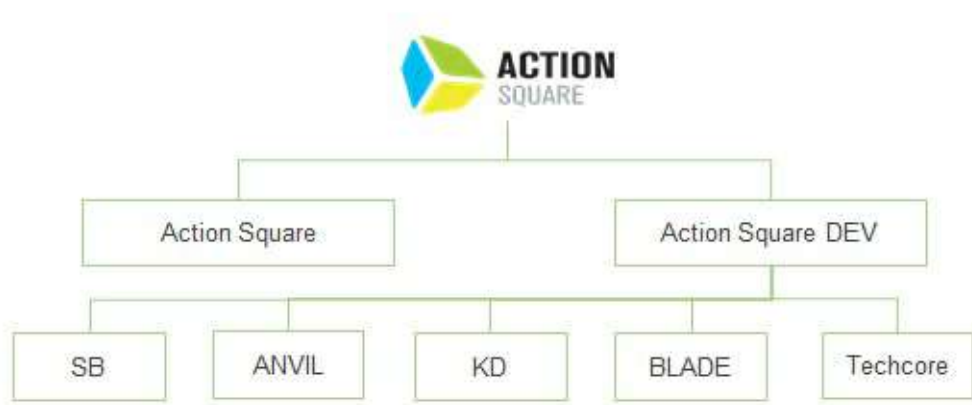 ACTION
SQUARE
Action Square
Action Square DEV
SB
ANVIL
KD
BLADE
Techcore